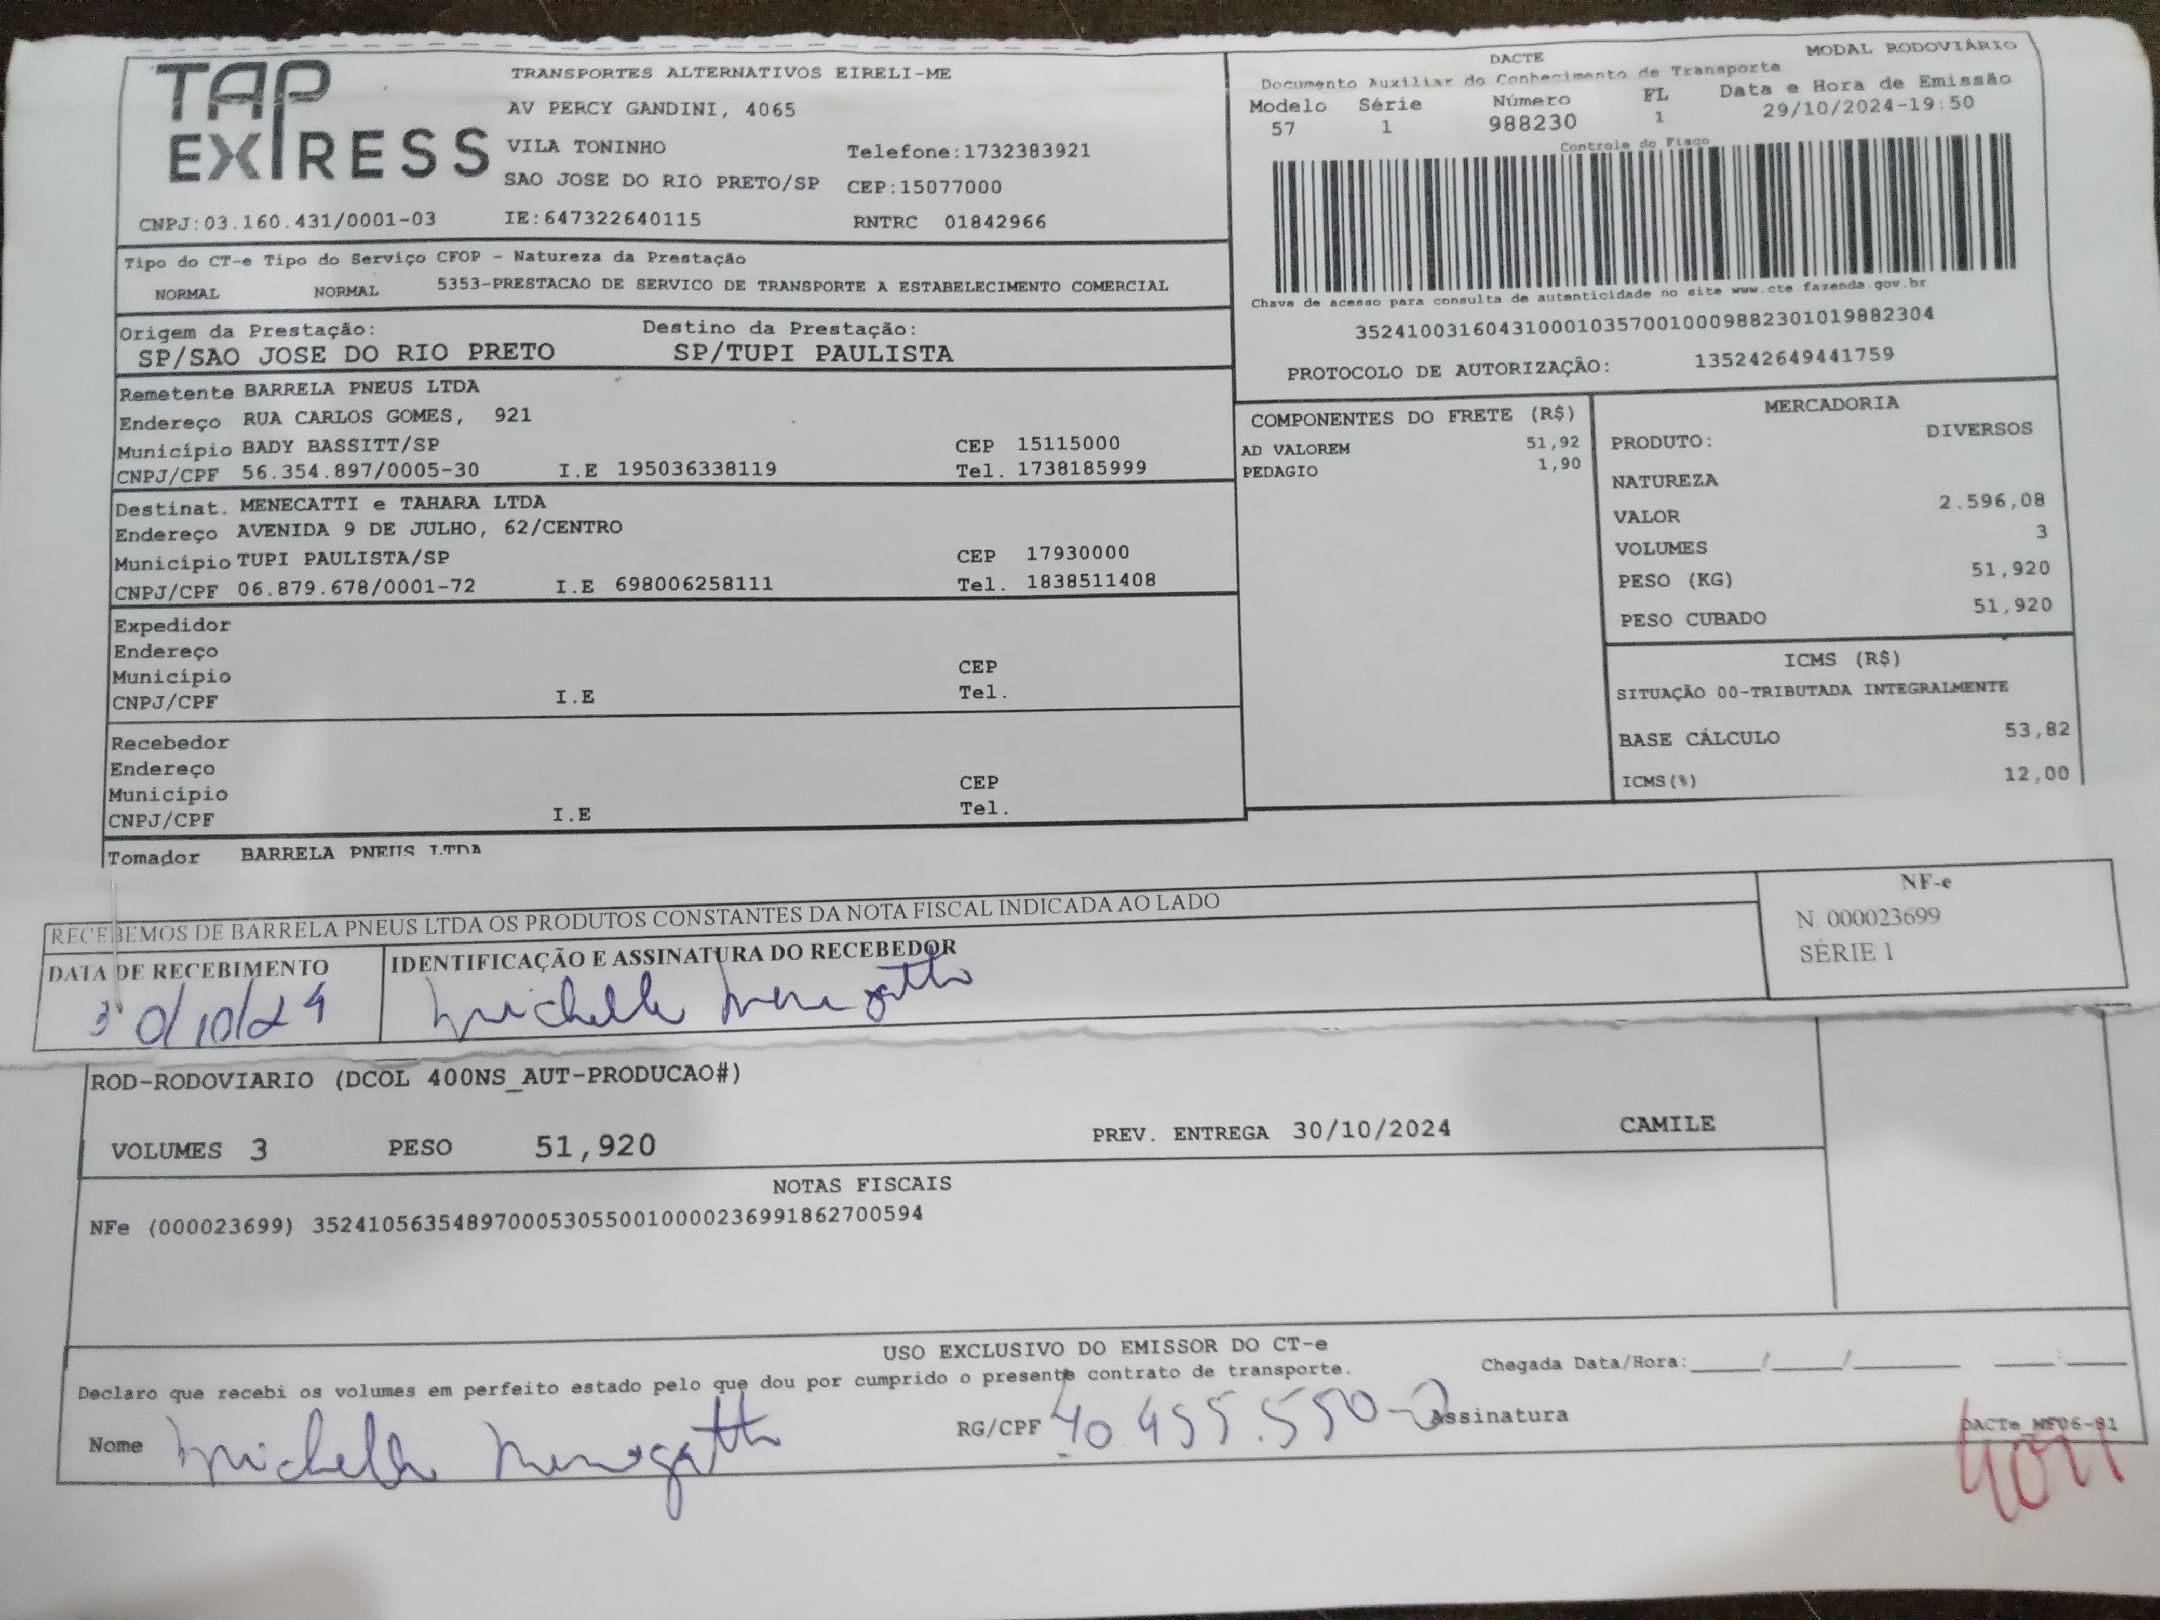 TAP EXPRESS
TRANSPORTES ALTERNATIVOS EIRELI-ME
AV PERCY GANDINI, 4065
VILA TONINHO Telefone:1732383921
SAO JOSE DO RIO PRETO/SP CEP:15077000
CNPJ:03.160.431/0001-03 IE:647322640115 RNTRC 01842966
DACTE MODAL RODOVIÁRIO
Documento Auxiliar do Conhecimento de Transporte
Modelo Série Número FL Data e Hora de Emissão
57 1 988230 1 29/10/2024-19:50
Controle do Fisco
Chave de acesso para consulta de autenticidade no site www.cte.fazenda.gov.br
35241003160431000103570010009882301019882304
PROTOCOLO DE AUTORIZAÇÃO: 135242649441759
Tipo do CT-e Tipo do Serviço CFOP - Natureza da Prestação
NORMAL NORMAL 5353-PRESTACAO DE SERVICO DE TRANSPORTE A ESTABELECIMENTO COMERCIAL
Origem da Prestação: Destino da Prestação:
SP/SAO JOSE DO RIO PRETO SP/TUPI PAULISTA
Remetente BARRELA PNEUS LTDA
Endereço RUA CARLOS GOMES, 921
Município BADY BASSITT/SP CEP 15115000
CNPJ/CPF 56.354.897/0005-30 I.E 195036338119 Tel. 1738185999
Destinat. MENECATTI e TAHARA LTDA
Endereço AVENIDA 9 DE JULHO, 62/CENTRO
Município TUPI PAULISTA/SP CEP 17930000
CNPJ/CPF 06.879.678/0001-72 I.E 698006258111 Tel. 1838511408
Expedidor
Endereço
Município CEP
CNPJ/CPF I.E Tel.
Recebedor
Endereço
Município CEP
CNPJ/CPF I.E Tel.
Tomador BARRELA PNEUS LTDA
COMPONENTES DO FRETE (R$)
AD VALOREM 51,92
PEDAGIO 1,90
MERCADORIA
PRODUTO: DIVERSOS
NATUREZA
VALOR 2.596,08
VOLUMES 3
PESO (KG) 51,920
PESO CUBADO 51,920
ICMS (R$)
SITUAÇÃO 00-TRIBUTADA INTEGRALMENTE
BASE CÁLCULO 53,82
ICMS(%) 12,00
RECEBEMOS DE BARRELA PNEUS LTDA OS PRODUTOS CONSTANTES DA NOTA FISCAL INDICADA AO LADO
NF-e
N. 000023699
SÉRIE 1
DATA DE RECEBIMENTO IDENTIFICAÇÃO E ASSINATURA DO RECEBEDOR
30/10/24 Michelle Menegatti
ROD-RODOVIARIO (DCOL 400NS_AUT-PRODUCAO#)
VOLUMES 3 PESO 51,920 PREV. ENTREGA 30/10/2024 CAMILE
NOTAS FISCAIS
NFe (000023699) 35241056354897000530550010000236991862700594
USO EXCLUSIVO DO EMISSOR DO CT-e
Declaro que recebi os volumes em perfeito estado pelo que dou por cumprido o presente contrato de transporte. Chegada Data/Hora:____/____/______ ___:____
Nome Michelle Menegatti RG/CPF 40.455.550- Assinatura